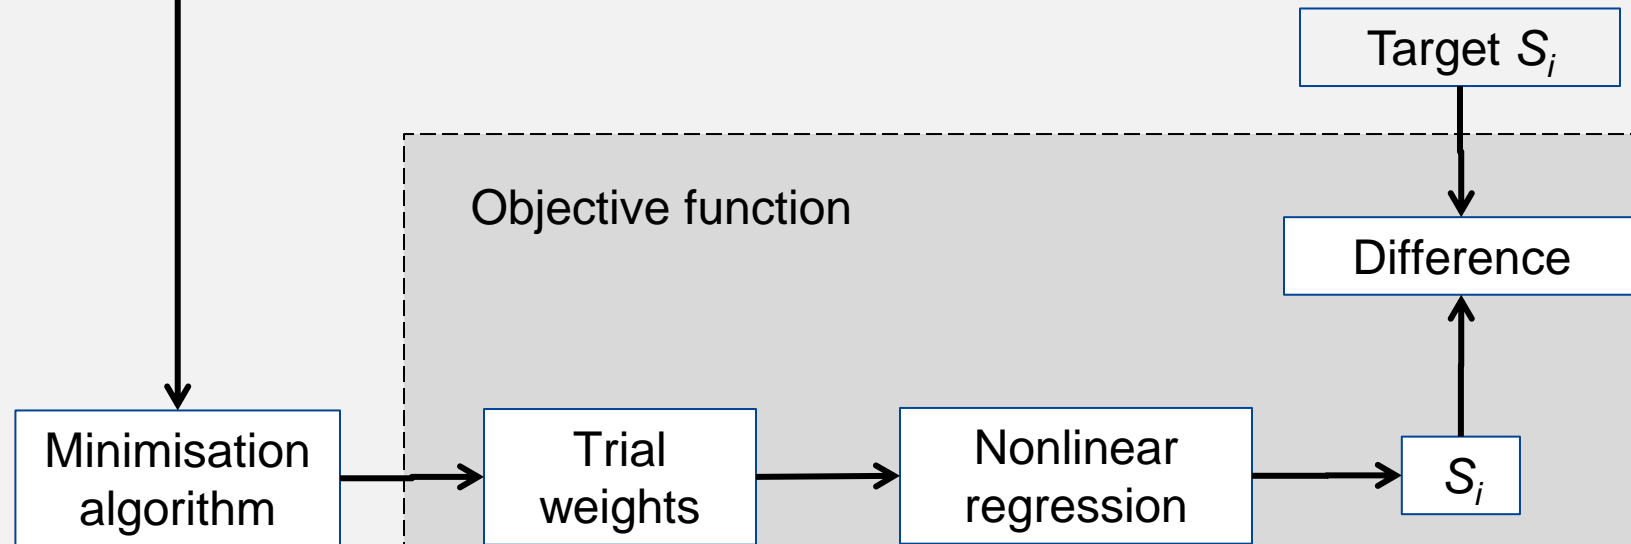 Target Si
Objective function
Difference
Minimisation
algorithm
Trial
weights
Nonlinear
regression
Si